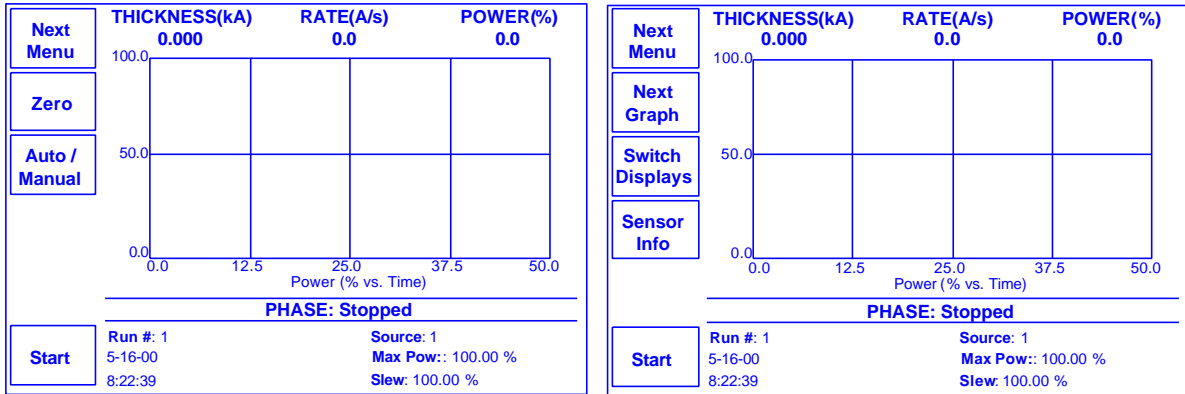 Next
Menu
Zero
Auto /
Manual
Start
THICKNESS(kA) RATE(A/s) POWER(%)
0.000 0.0 0.0
100.0
50.0
0.0
0.0 12.5 25.0 37.5 50.0
Power (% vs. Time)
PHASE: Stopped
Run #: 1 Source: 1
5-16-00 Max Pow:: 100.00 %
8:22:39 Slew: 100.00 %
Next
Menu
Next
Graph
Switch
Displays
Sensor
Info
Start
THICKNESS(kA) RATE(A/s) POWER(%)
0.000 0.0 0.0
100.0
50.0
0.0
0.0 12.5 25.0 37.5 50.0
Power (% vs. Time)
PHASE: Stopped
Run #: 1 Source: 1
5-16-00 Max Pow:: 100.00 %
8:22:39 Slew: 100.00 %